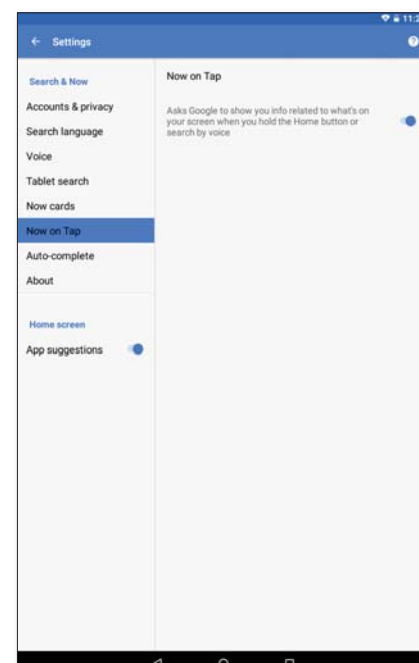 11:2
Settings
Search & Now
Accounts & privacy
Search language
Voice
Tablet search
Now cards
Now on Tap
Auto-complete
About
Home screen
App suggestions
Now on Tap
Asks Google to show you info related to what's on
your screen when you hold the Home button or
search by voice